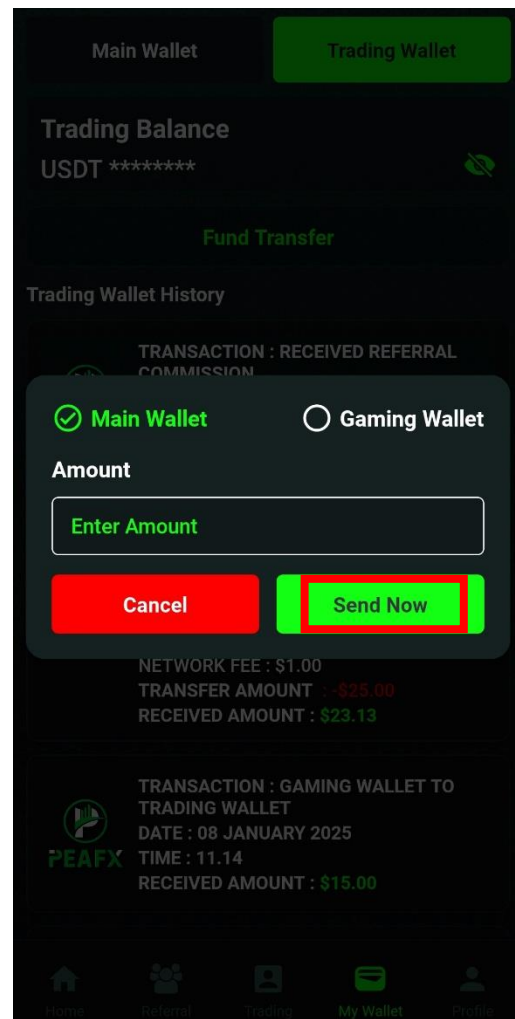 Main Wallet
Trading Wallet
Trading Balance
USDT ********
Fund Transfer
Trading Wallet History
TRANSACTION : RECEIVED REFERRAL
COMMISSION
Main Wallet
Gaming Wallet
Amount
Enter Amount
Cancel
Send Now
NETWORK FEE : $1.00
TRANSFER AMOUNT : -$25.00
RECEIVED AMOUNT : $23.13
TRANSACTION : GAMING WALLET TO
TRADING WALLET
DATE : 08 JANUARY 2025
PEAFX
TIME : 11.14
RECEIVED AMOUNT : $15.00
Home
Referral
Trading
My Wallet
Profile